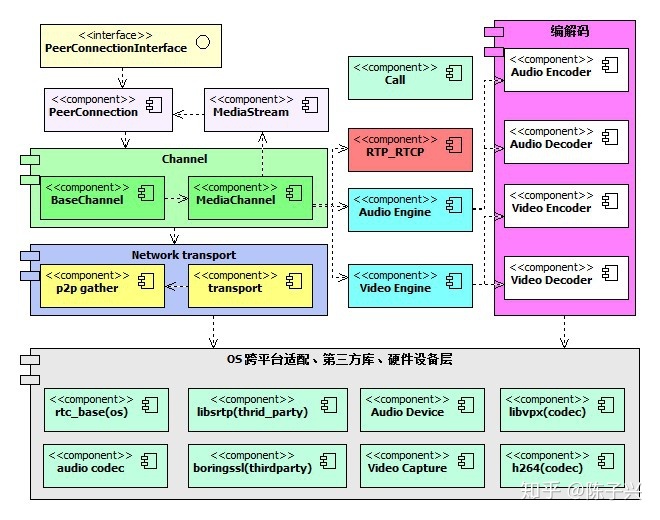 <<interface>>
PeerConnectionInterface
<<component>>
PeerConnection
<<component>>
MediaStream
<<component>>
Call
编解码
<<component>>
Audio Encoder
<<component>>
Audio Decoder
<<component>>
Video Encoder
<<component>>
Video Decoder
Channel
<<component>>
BaseChannel
<<component>>
MediaChannel
<<component>>
RTP_RTCP
<<component>>
Audio Engine
<<component>>
Video Engine
Network transport
<<component>>
p2p gather
<<component>>
transport
OS 跨平台适配、第三方库、硬件设备层
<<component>>
rtc_base(os)
<<component>>
libsrtp(thrid_party)
<<component>>
Audio Device
<<component>>
libvpx(codec)
<<component>>
audio codec
<<component>>
boringssl(thirdparty)
<<component>>
Video Capture
<<component>>
h264(codec)
知乎 @陈子兴